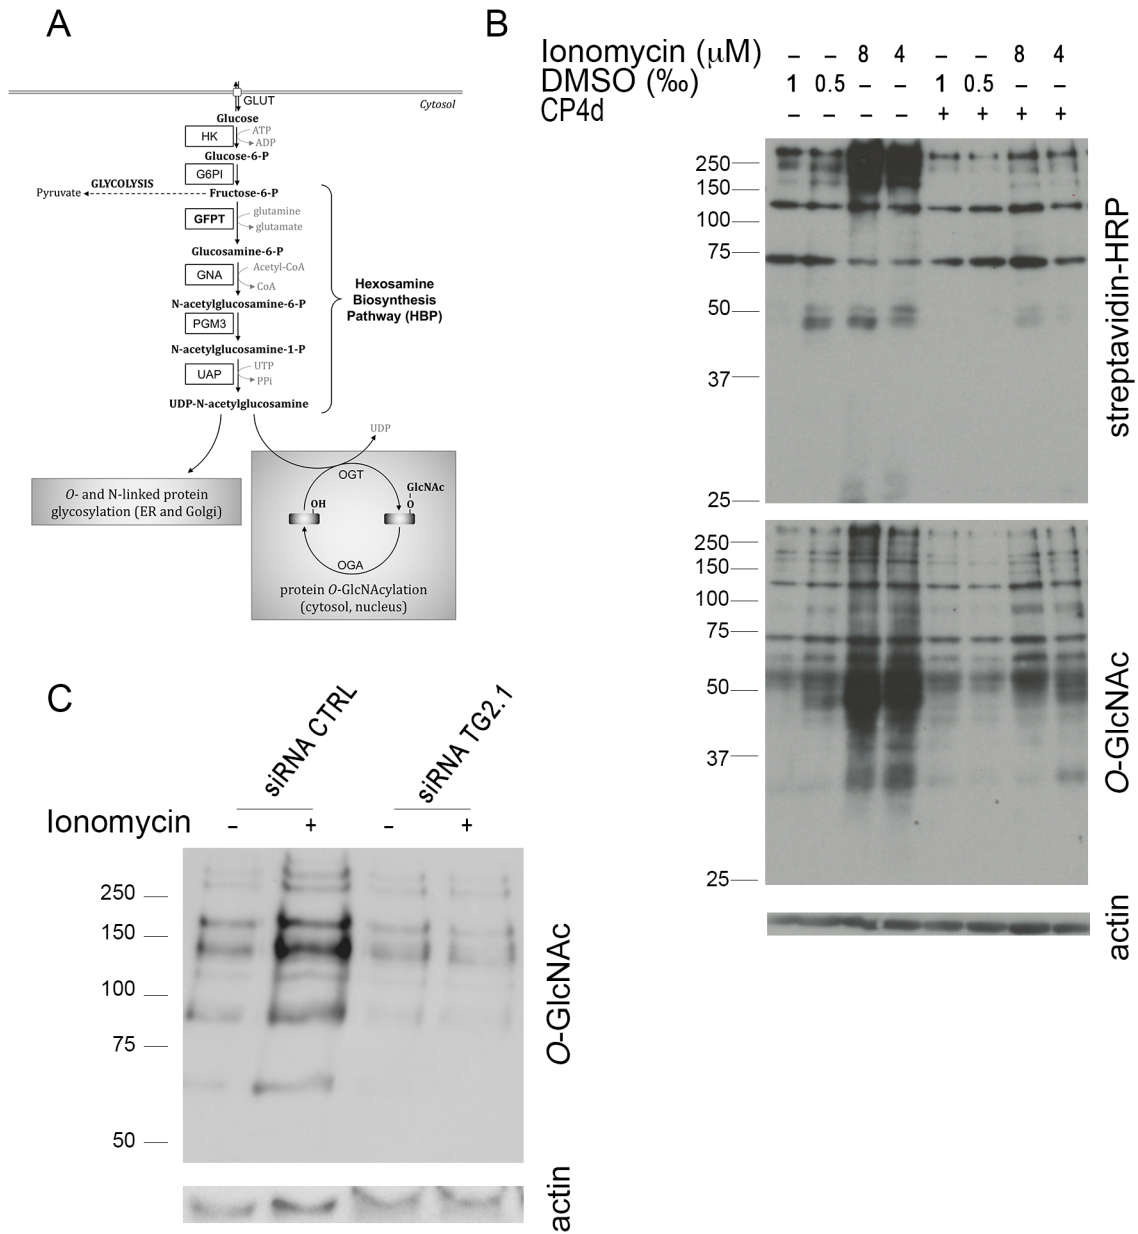 A
GLUT
Cytosol
Glucose
HK
ATP
ADP
Glucose-6-P
G6PI
GLYCOLYSIS
Pyruvate
Fructose-6-P
GFPT
glutamine
glutamate
Glucosamine-6-P
GNA
Acetyl-CoA
CoA
N-acetylglucosamine-6-P
PGM3
N-acetylglucosamine-1-P
UAP
UTP
PPi
UDP-N-acetylglucosamine
Hexosamine
Biosynthesis
Pathway (HBP)
UDP
O- and N-linked protein
glycosylation (ER and Golgi)
OGT
GlcNAc
OH
O
OGA
protein O-GlcNAcylation
(cytosol, nucleus)
B
Ionomycin (μM) – – 8 4 – – 8 4
DMSO (‰) 1 0.5 – – 1 0.5 – –
CP4d – – – – + + + +
250
150
100
75
50
37
25
streptavidin-HRP
250
150
100
75
50
37
25
O-GlcNAc
actin
C
siRNA CTRL
siRNA TG2.1
Ionomycin – + – +
250
150
100
75
50
O-GlcNAc
actin